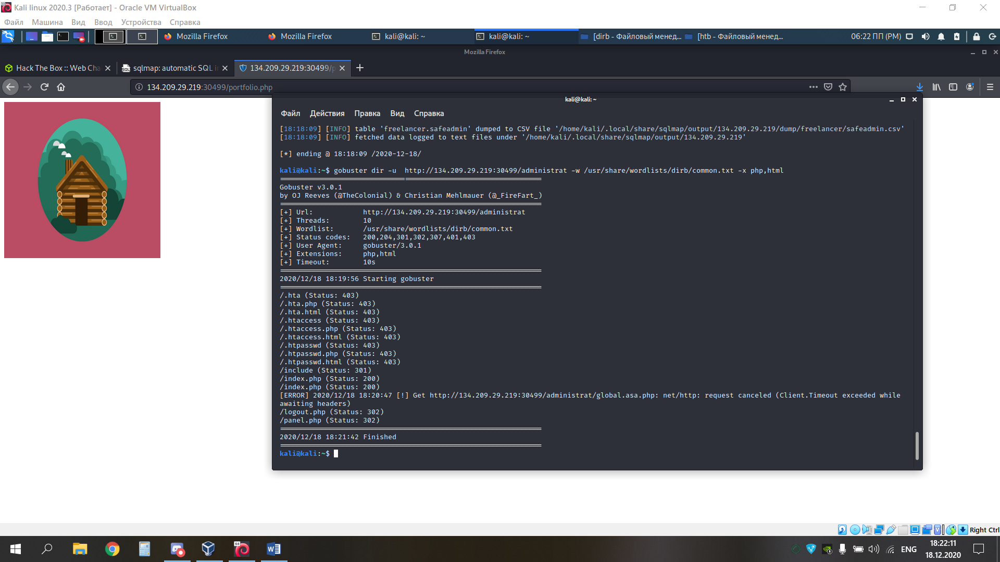 Kali linux 2020.3 [Работает] - Oracle VM VirtualBox
Файл Машина Вид Ввод Устройства Справка
Mozilla Firefox Mozilla Firefox kali@kali: ~ kali@kali: ~ [dirb - Файловый менед... [htb - Файловый менед... 06:22 ПП (PM)
Mozilla Firefox
Hack The Box :: Web Cha sqlmap: automatic SQL i 134.209.29.219:30499/p
134.209.29.219:30499/portfolio.php
kali@kali: ~
Файл Действия Правка Вид Справка
[18:18:09] [INFO] table 'freelancer.safeadmin' dumped to CSV file '/home/kali/.local/share/sqlmap/output/134.209.29.219/dump/freelancer/safeadmin.csv'
[18:18:09] [INFO] fetched data logged to text files under '/home/kali/.local/share/sqlmap/output/134.209.29.219'
[*] ending @ 18:18:09 /2020-12-18/
kali@kali:~$ gobuster dir -u  http://134.209.29.219:30499/administrat -w /usr/share/wordlists/dirb/common.txt -x php,html
===============================================================
Gobuster v3.0.1
by OJ Reeves (@TheColonial) & Christian Mehlmauer (@_FireFart_)
===============================================================
[+] Url:            http://134.209.29.219:30499/administrat
[+] Threads:        10
[+] Wordlist:       /usr/share/wordlists/dirb/common.txt
[+] Status codes:   200,204,301,302,307,401,403
[+] User Agent:     gobuster/3.0.1
[+] Extensions:     php,html
[+] Timeout:        10s
===============================================================
2020/12/18 18:19:56 Starting gobuster
===============================================================
/.hta (Status: 403)
/.hta.php (Status: 403)
/.hta.html (Status: 403)
/.htaccess (Status: 403)
/.htaccess.php (Status: 403)
/.htaccess.html (Status: 403)
/.htpasswd (Status: 403)
/.htpasswd.php (Status: 403)
/.htpasswd.html (Status: 403)
/include (Status: 301)
/index.php (Status: 200)
/index.php (Status: 200)
[ERROR] 2020/12/18 18:20:47 [!] Get http://134.209.29.219:30499/administrat/global.asa.php: net/http: request canceled (Client.Timeout exceeded while
awaiting headers)
/logout.php (Status: 302)
/panel.php (Status: 302)
===============================================================
2020/12/18 18:21:42 Finished
===============================================================
kali@kali:~$
Right Ctrl
ENG
18:22:11
18.12.2020